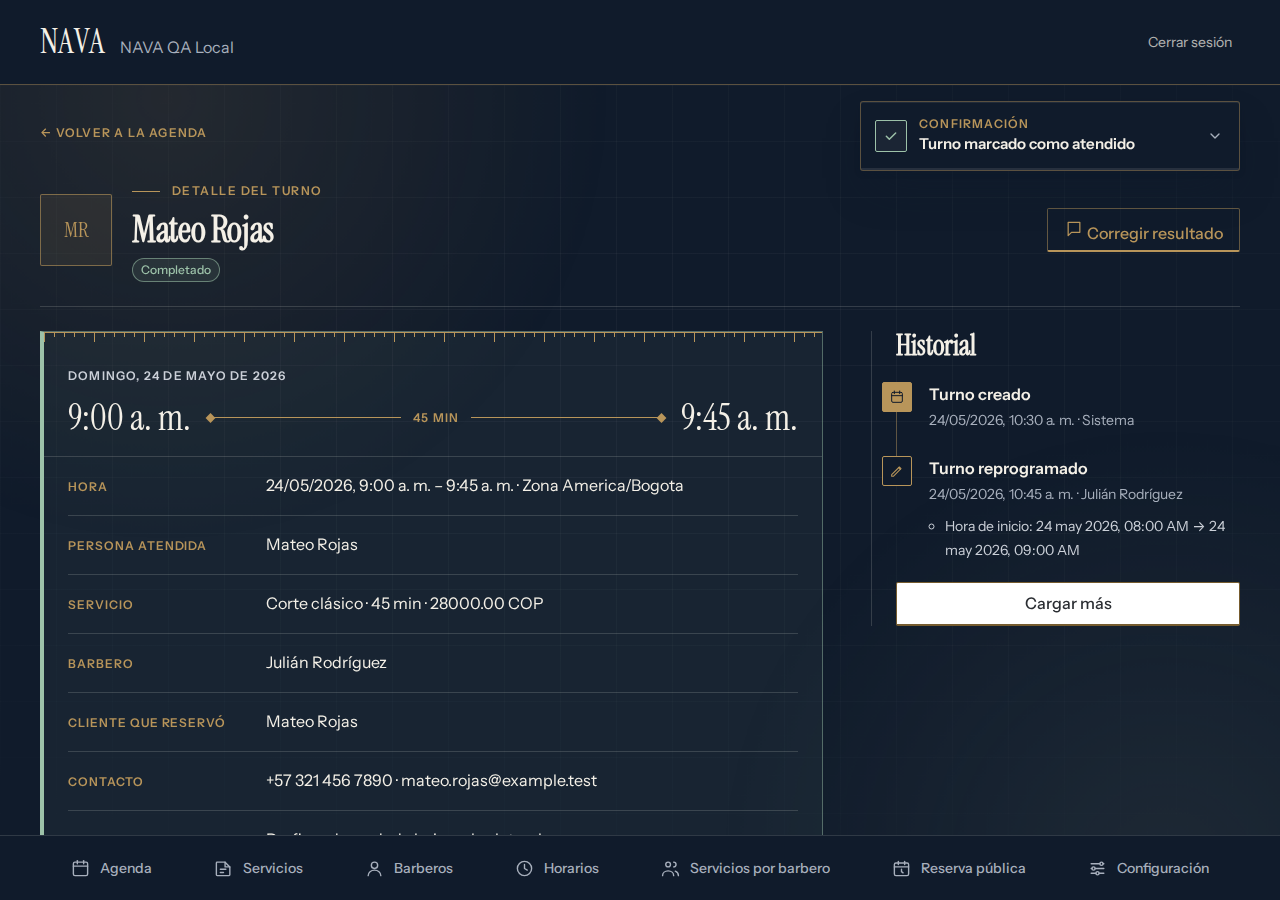 NAVA NAVA QA Local
Cerrar sesión
← VOLVER A LA AGENDA
CONFIRMACIÓN
Turno marcado como atendido
MR
DETALLE DEL TURNO
Mateo Rojas
Completado
Corregir resultado
DOMINGO, 24 DE MAYO DE 2026
9:00 a. m. 45 MIN 9:45 a. m.
HORA 24/05/2026, 9:00 a. m. – 9:45 a. m. · Zona America/Bogota
PERSONA ATENDIDA Mateo Rojas
SERVICIO Corte clásico · 45 min · 28000.00 COP
BARBERO Julián Rodríguez
CLIENTE QUE RESERVÓ Mateo Rojas
CONTACTO +57 321 456 7890 · mateo.rojas@example.test
Historial
Turno creado
24/05/2026, 10:30 a. m. · Sistema
Turno reprogramado
24/05/2026, 10:45 a. m. · Julián Rodríguez
Hora de inicio: 24 may 2026, 08:00 AM → 24
may 2026, 09:00 AM
Cargar más
Agenda Servicios Barberos Horarios Servicios por barbero Reserva pública Configuración